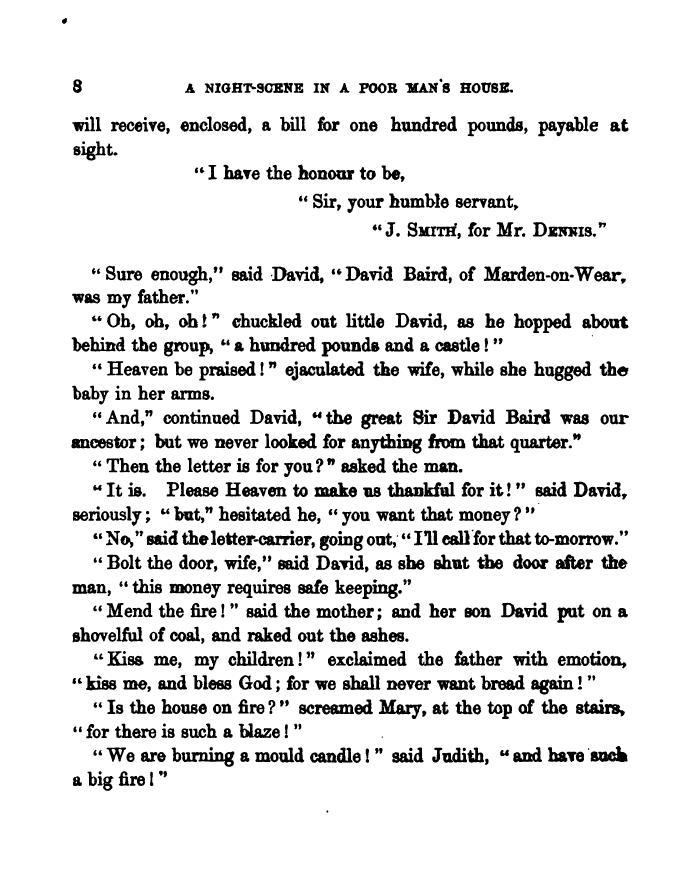 8 A NIGHT-SCENE IN A POOR MAN'S HOUSE.
will receive, enclosed, a bill for one hundred pounds, payable at
sight.
“I have the honour to be,
“Sir, your humble servant,
“J. SMITH, for Mr. DENNIS.”
“Sure enough,” said David, “David Baird, of Marden-on-Wear,
was my father.”
“Oh, oh, oh!” chuckled out little David, as he hopped about
behind the group, “a hundred pounds and a castle!”
“Heaven be praised!” ejaculated the wife, while she hugged the
baby in her arms.
“And,” continued David, “the great Sir David Baird was our
ancestor; but we never looked for anything from that quarter.”
“Then the letter is for you?” asked the man.
“It is. Please Heaven to make us thankful for it!” said David,
seriously; “but,” hesitated he, “you want that money?”
“No,” said the letter-carrier, going out, “I'll call for that to-morrow.”
“Bolt the door, wife,” said David, as she shut the door after the
man, “this money requires safe keeping.”
“Mend the fire!” said the mother; and her son David put on a
shovelful of coal, and raked out the ashes.
“Kiss me, my children!” exclaimed the father with emotion,
“kiss me, and bless God; for we shall never want bread again!”
“Is the house on fire?” screamed Mary, at the top of the stairs,
“for there is such a blaze!”
“We are burning a mould candle!” said Judith, “and have such
a big fire!”